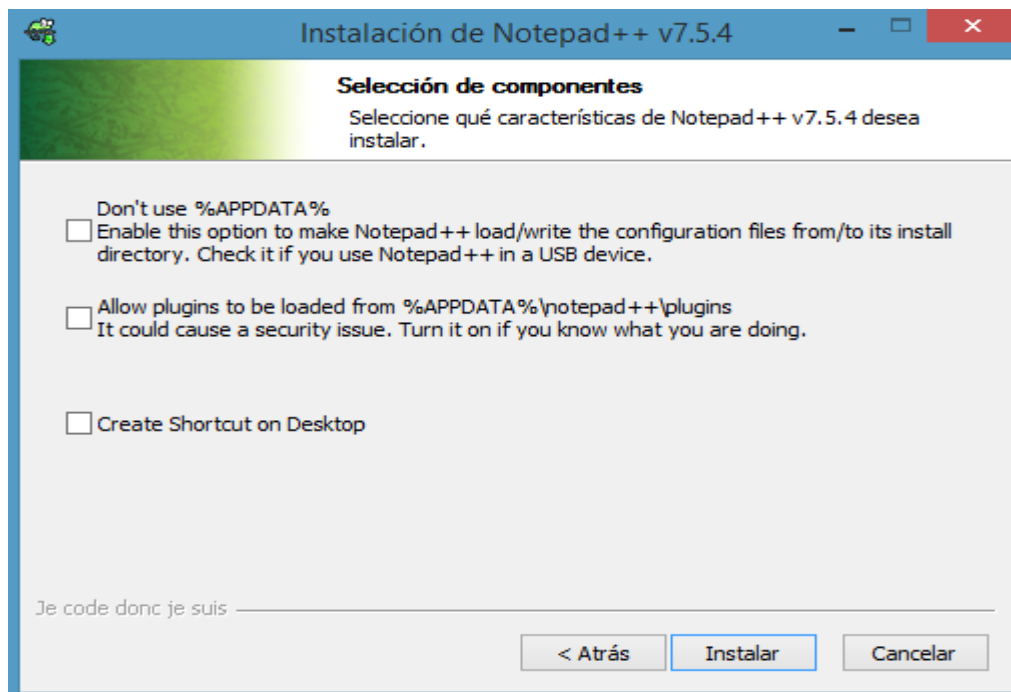 Instalación de Notepad++ v7.5.4
Selección de componentes
Seleccione qué características de Notepad++ v7.5.4 desea
instalar.
Don't use %APPDATA%
Enable this option to make Notepad++ load/write the configuration files from/to its install
directory. Check it if you use Notepad++ in a USB device.
Allow plugins to be loaded from %APPDATA%\notepad++\plugins
It could cause a security issue. Turn it on if you know what you are doing.
Create Shortcut on Desktop
Je code donc je suis
< Atrás Instalar Cancelar